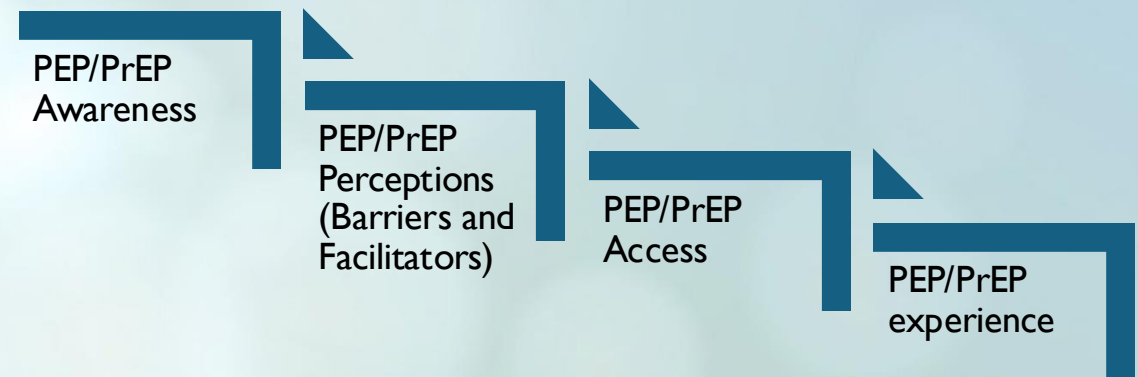 PEP/PrEP
Awareness
PEP/PrEP
Perceptions
(Barriers and
Facilitators)
PEP/PrEP
Access
PEP/PrEP
experience